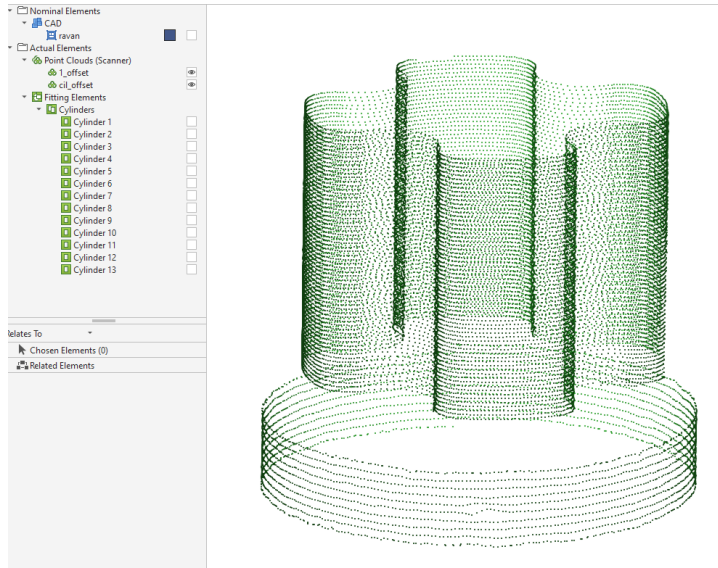 Nominal Elements
CAD
ravan
Actual Elements
Point Clouds (Scanner)
1_offset
cil_offset
Fitting Elements
Cylinders
Cylinder 1
Cylinder 2
Cylinder 3
Cylinder 4
Cylinder 5
Cylinder 6
Cylinder 7
Cylinder 8
Cylinder 9
Cylinder 10
Cylinder 11
Cylinder 12
Cylinder 13
Relates To
Chosen Elements (0)
Related Elements